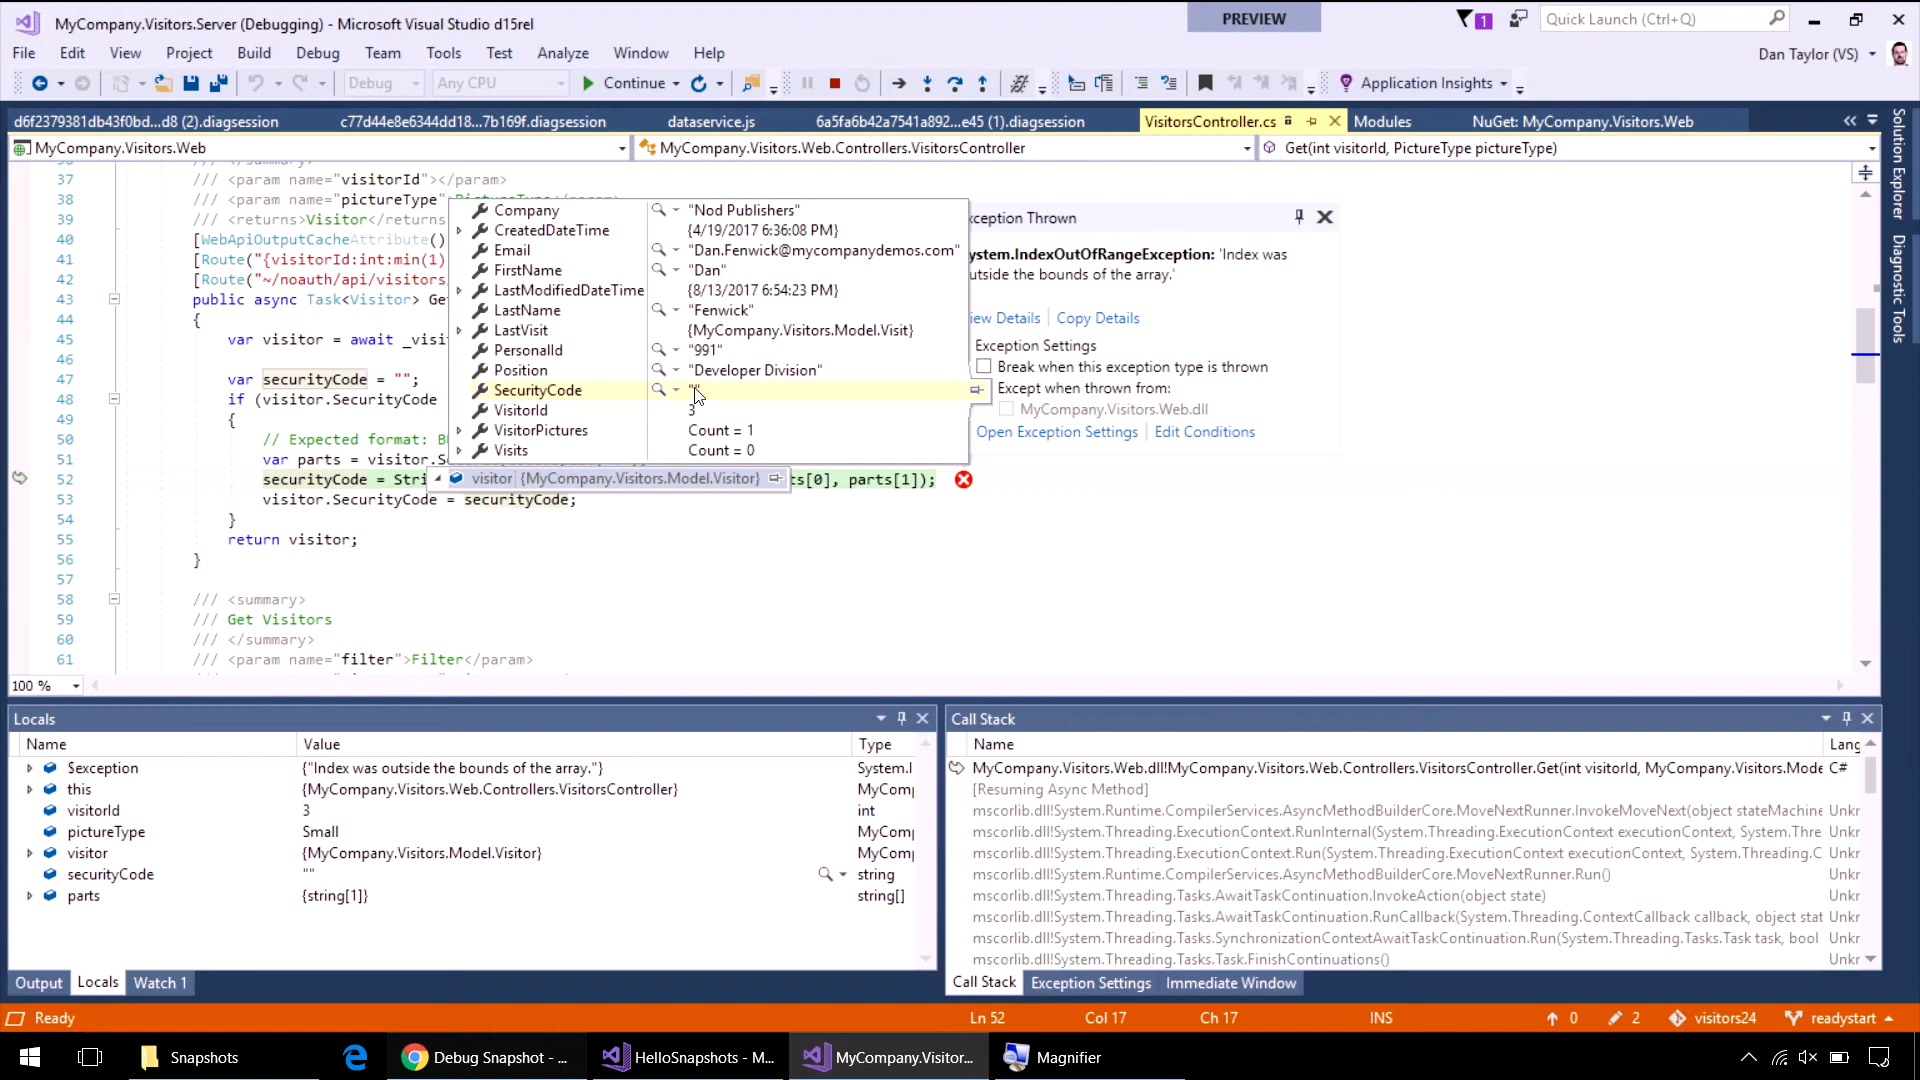 MyCompany.Visitors.Server (Debugging) - Microsoft Visual Studio d15rel
PREVIEW
1
Quick Launch (Ctrl+Q)
File Edit View Project Build Debug Team Tools Test Analyze Window Help
Dan Taylor (VS)
Debug Any CPU Continue Application Insights
d6f2379381db43f0bd...d8 (2).diagsession c77d44e8e6344dd18...7b169f.diagsession dataservice.js 6a5fa6b42a7541a892...e45 (1).diagsession VisitorsController.cs Modules NuGet: MyCompany.Visitors.Web
MyCompany.Visitors.Web MyCompany.Visitors.Web.Controllers.VisitorsController Get(int visitorId, PictureType pictureType)
Solution Explorer
Diagnostic Tools
36 /// </summary>
37 /// <param name="visitorId"></param>
38 /// <param name="pictureType">PictureType</param>
39 /// <returns>Visitor</returns>
40 [WebApiOutputCacheAttribute()
41 [Route("{visitorId:int:min(1)
42 [Route("~/noauth/api/visitors
43 public async Task<Visitor> Ge
44 {
45 var visitor = await _visi
46
47 var securityCode = "";
48 if (visitor.SecurityCode
49 {
50 // Expected format: B
51 var parts = visitor.S
52 securityCode = Stri ts[0], parts[1]);
53 visitor.SecurityCode = securityCode;
54 }
55 return visitor;
56 }
57
58 /// <summary>
59 /// Get Visitors
60 /// </summary>
61 /// <param name="filter">Filter</param>
Company "Nod Publishers"
CreatedDateTime {4/19/2017 6:36:08 PM}
Email "Dan.Fenwick@mycompanydemos.com"
FirstName "Dan"
LastModifiedDateTime {8/13/2017 6:54:23 PM}
LastName "Fenwick"
LastVisit {MyCompany.Visitors.Model.Visit}
PersonalId "991"
Position "Developer Division"
SecurityCode ""
VisitorId 3
VisitorPictures Count = 1
Visits Count = 0
visitor {MyCompany.Visitors.Model.Visitor}
xception Thrown
ystem.IndexOutOfRangeException: 'Index was
utside the bounds of the array.'
iew Details Copy Details
Exception Settings
Break when this exception type is thrown
Except when thrown from:
MyCompany.Visitors.Web.dll
Open Exception Settings Edit Conditions
100 %
Locals
Name Value Type
$exception {"Index was outside the bounds of the array."} System.I
this {MyCompany.Visitors.Web.Controllers.VisitorsController} MyComp
visitorId 3 int
pictureType Small MyComp
visitor {MyCompany.Visitors.Model.Visitor} MyComp
securityCode "" string
parts {string[1]} string[]
Output Locals Watch 1
Call Stack
Name Lang
MyCompany.Visitors.Web.dll!MyCompany.Visitors.Web.Controllers.VisitorsController.Get(int visitorId, MyCompany.Visitors.Mode C#
[Resuming Async Method]
mscorlib.dll!System.Runtime.CompilerServices.AsyncMethodBuilderCore.MoveNextRunner.InvokeMoveNext(object stateMachine Unkr
mscorlib.dll!System.Threading.ExecutionContext.RunInternal(System.Threading.ExecutionContext executionContext, System.Thre Unkr
mscorlib.dll!System.Threading.ExecutionContext.Run(System.Threading.ExecutionContext executionContext, System.Threading.C Unkr
mscorlib.dll!System.Runtime.CompilerServices.AsyncMethodBuilderCore.MoveNextRunner.Run() Unkr
mscorlib.dll!System.Threading.Tasks.AwaitTaskContinuation.InvokeAction(object state) Unkr
mscorlib.dll!System.Threading.Tasks.AwaitTaskContinuation.RunCallback(System.Threading.ContextCallback callback, object stat Unkr
mscorlib.dll!System.Threading.Tasks.SynchronizationContextAwaitTaskContinuation.Run(System.Threading.Tasks.Task task, bool Unkr
mscorlib.dll!System.Threading.Tasks.Task.FinishContinuations() Unkr
Call Stack Exception Settings Immediate Window
Ready Ln 52 Col 17 Ch 17 INS 0 2 visitors24 readystart
Snapshots Debug Snapshot - ... HelloSnapshots - M... MyCompany.Visitor... Magnifier